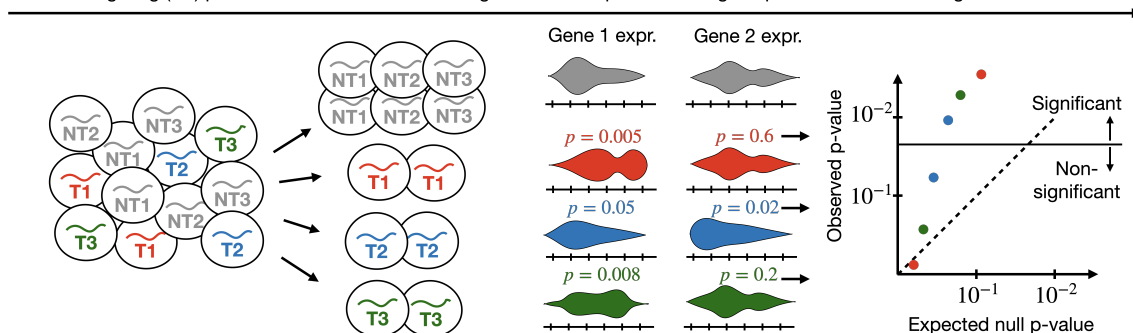 Gene 1 expr.
Gene 2 expr.
NT1 NT2 NT3
NT1 NT2 NT3
NT2
NT3
T3
NT1
T2
T1
NT1
NT3
NT2
T3
T1
T2
T1 T1
T2 T2
T3 T3
p = 0.005
p = 0.6
p = 0.05
p = 0.02
p = 0.008
p = 0.2
Observed p-value
10⁻²
10⁻¹
Significant
Non-
significant
10⁻¹ 10⁻²
Expected null p-value